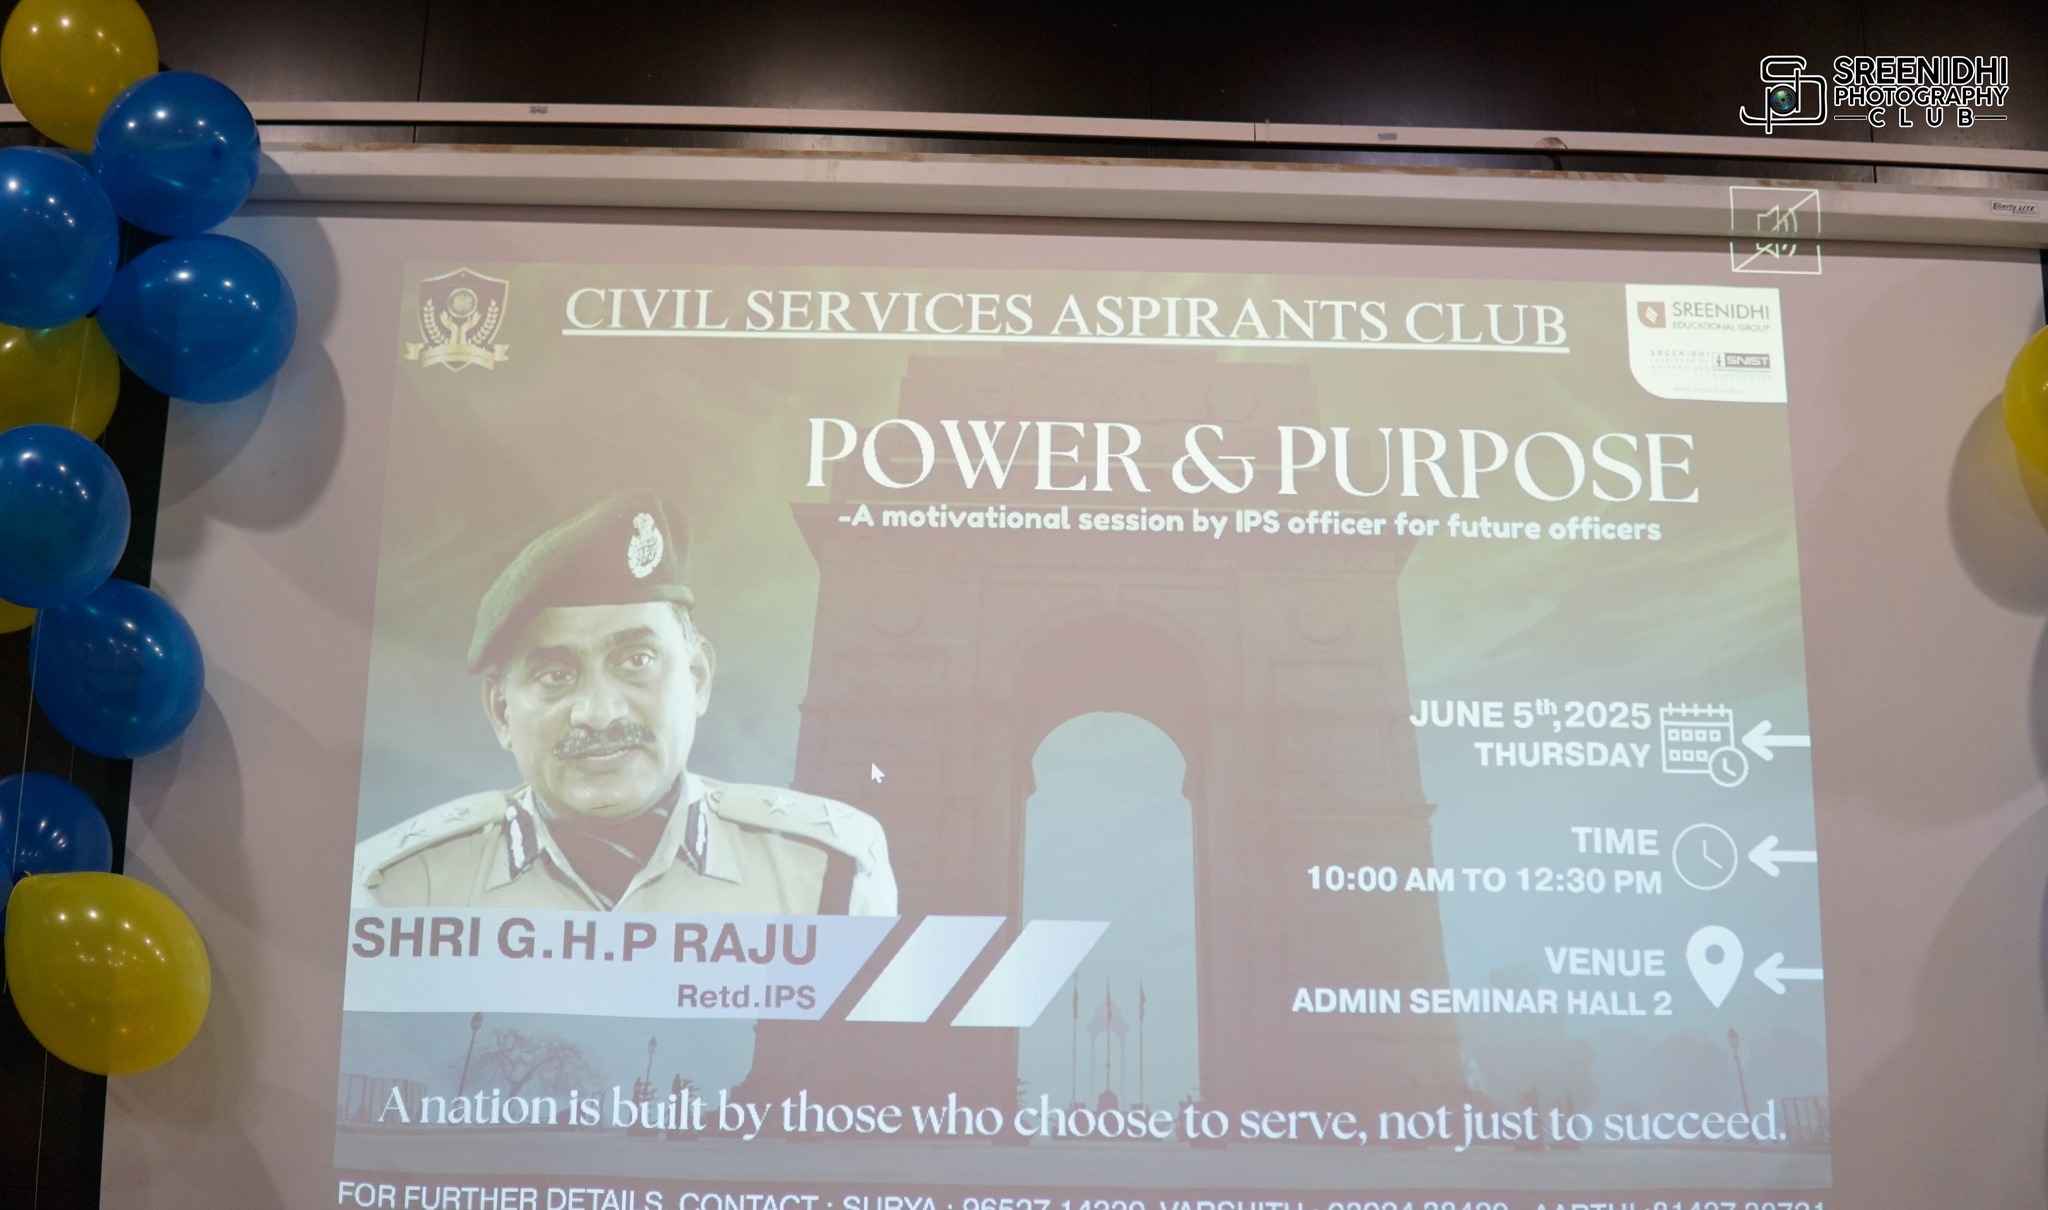 SREENIDHI
PHOTOGRAPHY
CLUB
CIVIL SERVICES ASPIRANTS CLUB
SREENIDHI
EDUCATIONAL GROUP
SNIST
POWER & PURPOSE
-A motivational session by IPS officer for future officers
JUNE 5th, 2025
THURSDAY
TIME
10:00 AM TO 12:30 PM
VENUE
ADMIN SEMINAR HALL 2
SHRI G.H.P RAJU
Retd.IPS
A nation is built by those who choose to serve, not just to succeed.
FOR FURTHER DETAILS, CONTACT : SURYA :